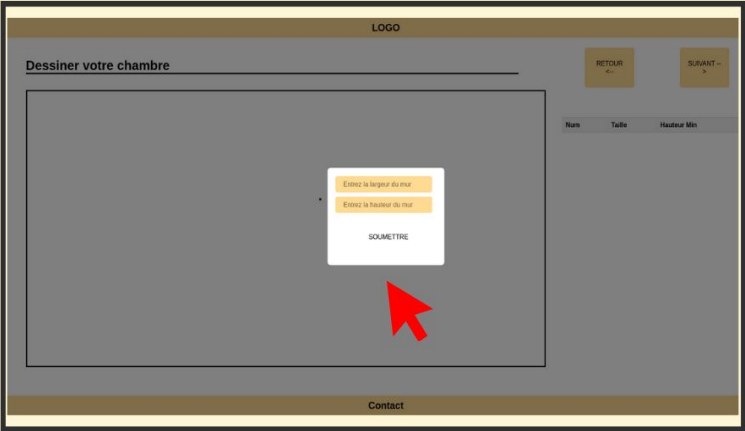 LOGO
Dessiner votre chambre
RETOUR
<--
SUIVANT --
>
Num Taille Hauteur Min
Entrez la largeur du mur
Entrez la hauteur du mur
SOUMETTRE
Contact